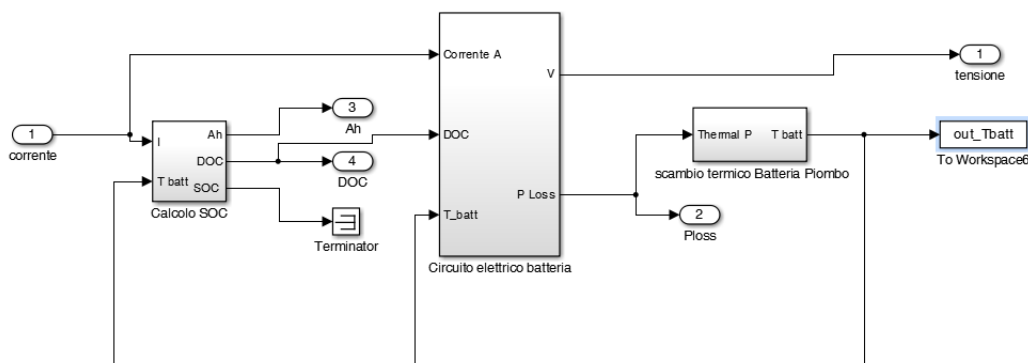 1
corrente
I
T batt
Ah
DOC
SOC
Calcolo SOC
3
Ah
4
DOC
Terminator
Corrente A
DOC
T_batt
V
P Loss
Circuito elettrico batteria
1
tensione
Thermal P
T batt
scambio termico Batteria Piombo
2
Ploss
out_Tbatt
To Workspace6